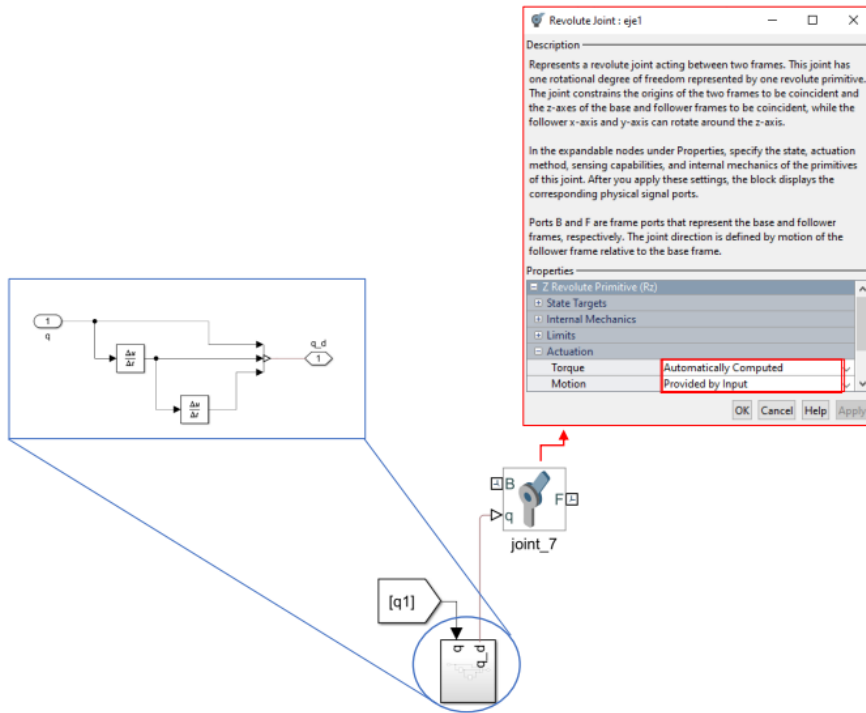 Revolute Joint : eje1
Description
Represents a revolute joint acting between two frames. This joint has
one rotational degree of freedom represented by one revolute primitive.
The joint constrains the origins of the two frames to be coincident and
the z-axes of the base and follower frames to be coincident, while the
follower x-axis and y-axis can rotate around the z-axis.
In the expandable nodes under Properties, specify the state, actuation
method, sensing capabilities, and internal mechanics of the primitives
of this joint. After you apply these settings, the block displays the
corresponding physical signal ports.
Ports B and F are frame ports that represent the base and follower
frames, respectively. The joint direction is defined by motion of the
follower frame relative to the base frame.
Properties
Z Revolute Primitive (Rz)
State Targets
Internal Mechanics
Limits
Actuation
Torque Automatically Computed
Motion Provided by Input
OK Cancel Help Apply
1
q
Δu
Δt
Δu
Δt
q_d
1
B
F
q
joint_7
[q1]
q
q_d